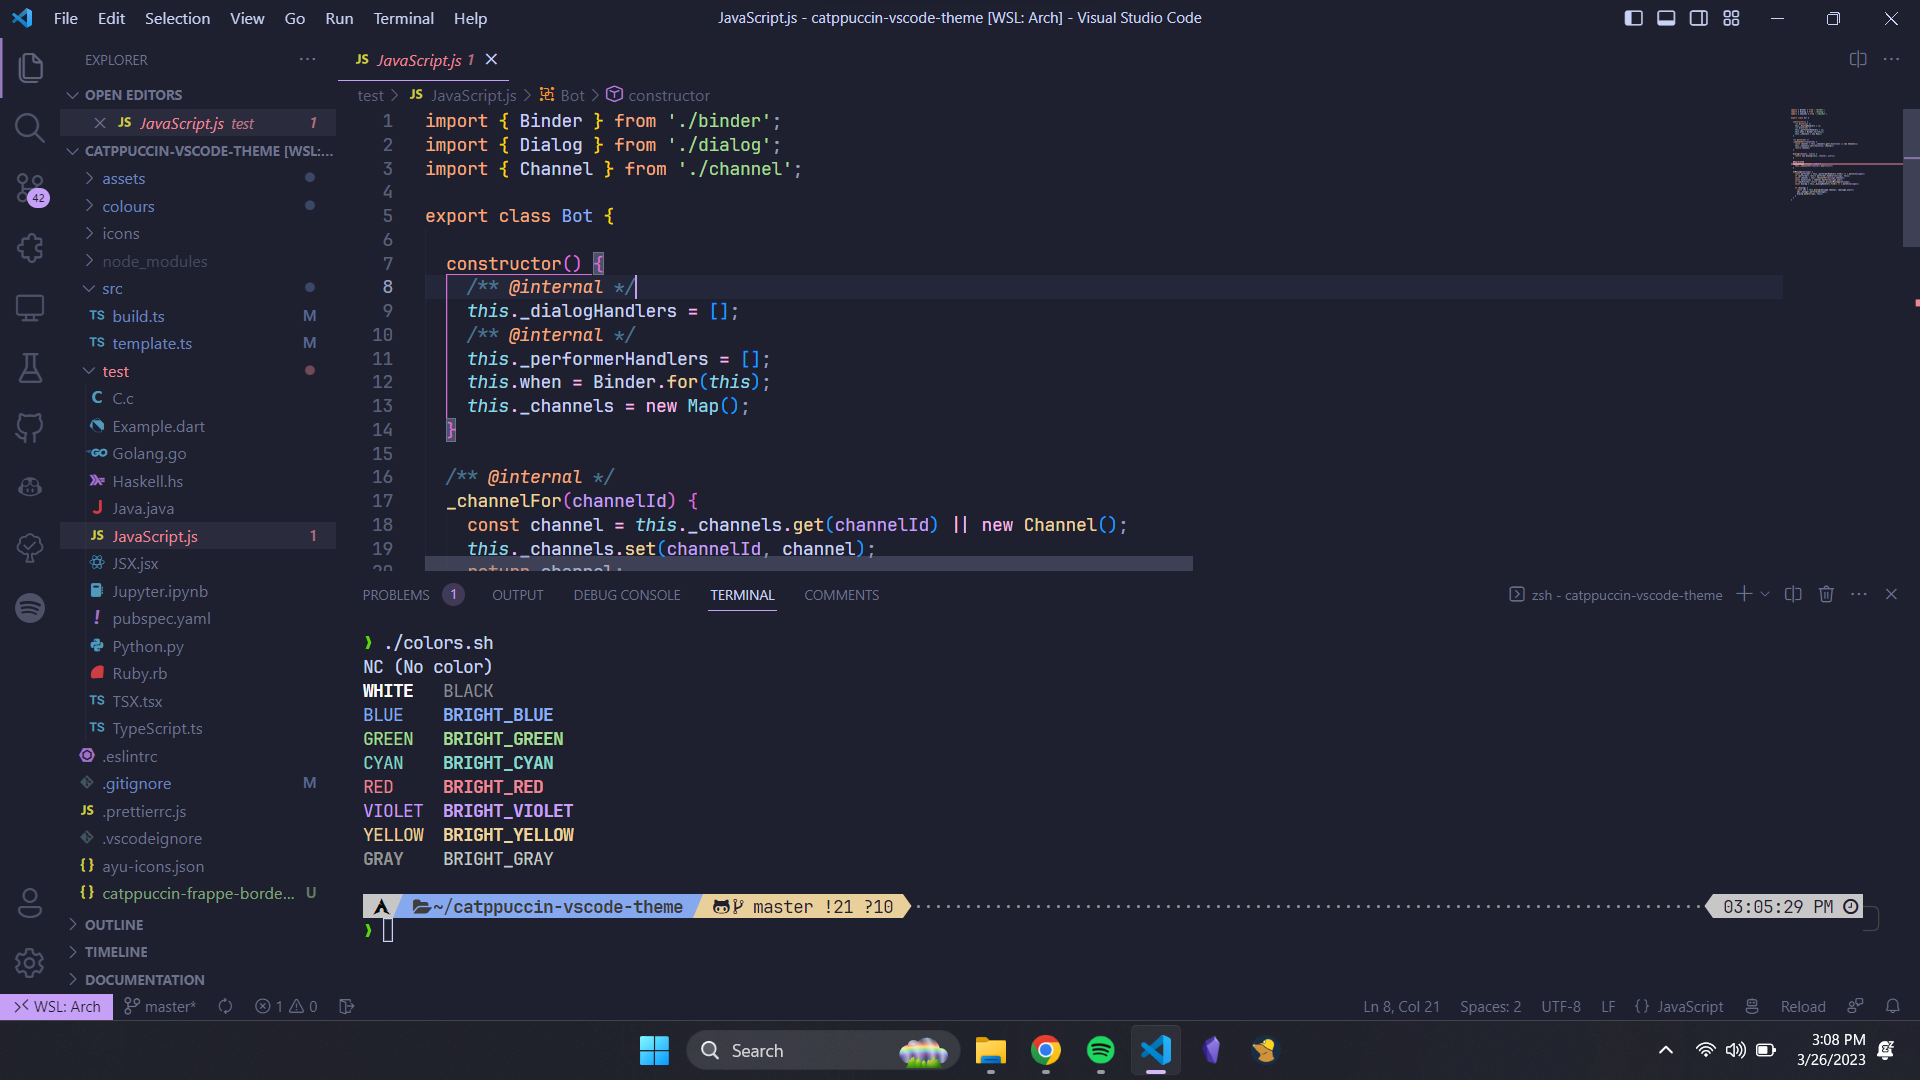 File Edit Selection View Go Run Terminal Help
JavaScript.js - catppuccin-vscode-theme [WSL: Arch] - Visual Studio Code
EXPLORER
OPEN EDITORS
JS JavaScript.js test 1
CATPPUCCIN-VSCODE-THEME [WSL:...
42
assets
colours
icons
node_modules
src
TS build.ts M
TS template.ts M
test
C C.c
Example.dart
GO Golang.go
Haskell.hs
J Java.java
JS JavaScript.js 1
JSX.jsx
Jupyter.ipynb
! pubspec.yaml
Python.py
Ruby.rb
TS TSX.tsx
TS TypeScript.ts
.eslintrc
.gitignore M
JS .prettierrc.js
.vscodeignore
{} ayu-icons.json
{} catppuccin-frappe-borde... U
OUTLINE
TIMELINE
DOCUMENTATION
JS JavaScript.js 1
test > JS JavaScript.js > Bot > constructor
1 import { Binder } from './binder';
2 import { Dialog } from './dialog';
3 import { Channel } from './channel';
4
5 export class Bot {
6
7 constructor() {
8 /** @internal */
9 this._dialogHandlers = [];
10 /** @internal */
11 this._performerHandlers = [];
12 this.when = Binder.for(this);
13 this._channels = new Map();
14 }
15
16 /** @internal */
17 _channelFor(channelId) {
18 const channel = this._channels.get(channelId) || new Channel();
19 this._channels.set(channelId, channel);
20 return channel;
PROBLEMS 1 OUTPUT DEBUG CONSOLE TERMINAL COMMENTS
zsh - catppuccin-vscode-theme
❯ ./colors.sh
NC (No color)
WHITE BLACK
BLUE BRIGHT_BLUE
GREEN BRIGHT_GREEN
CYAN BRIGHT_CYAN
RED BRIGHT_RED
VIOLET BRIGHT_VIOLET
YELLOW BRIGHT_YELLOW
GRAY BRIGHT_GRAY
~/catppuccin-vscode-theme master !21 ?10 03:05:29 PM
❯
WSL: Arch master* 1 0
Ln 8, Col 21 Spaces: 2 UTF-8 LF {} JavaScript Reload
Search
3:08 PM
3/26/2023